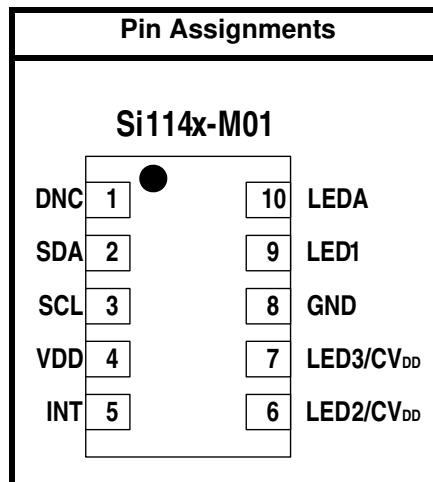 Pin Assignments
Si114x-M01
DNC 1 10 LEDA
SDA 2 9 LED1
SCL 3 8 GND
VDD 4 7 LED3/CVDD
INT 5 6 LED2/CVDD